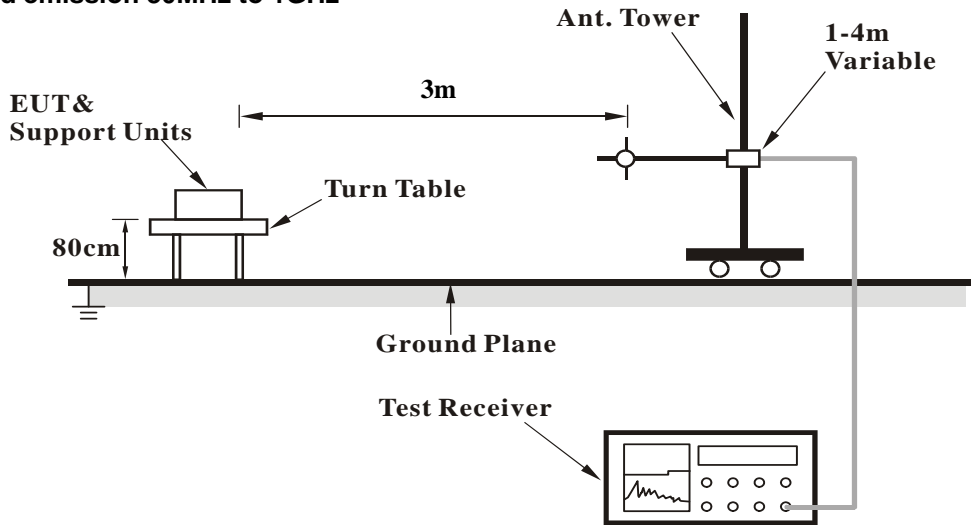 Ant. Tower
1-4m
Variable
3m
EUT&
Support Units
Turn Table
80cm
Ground Plane
Test Receiver